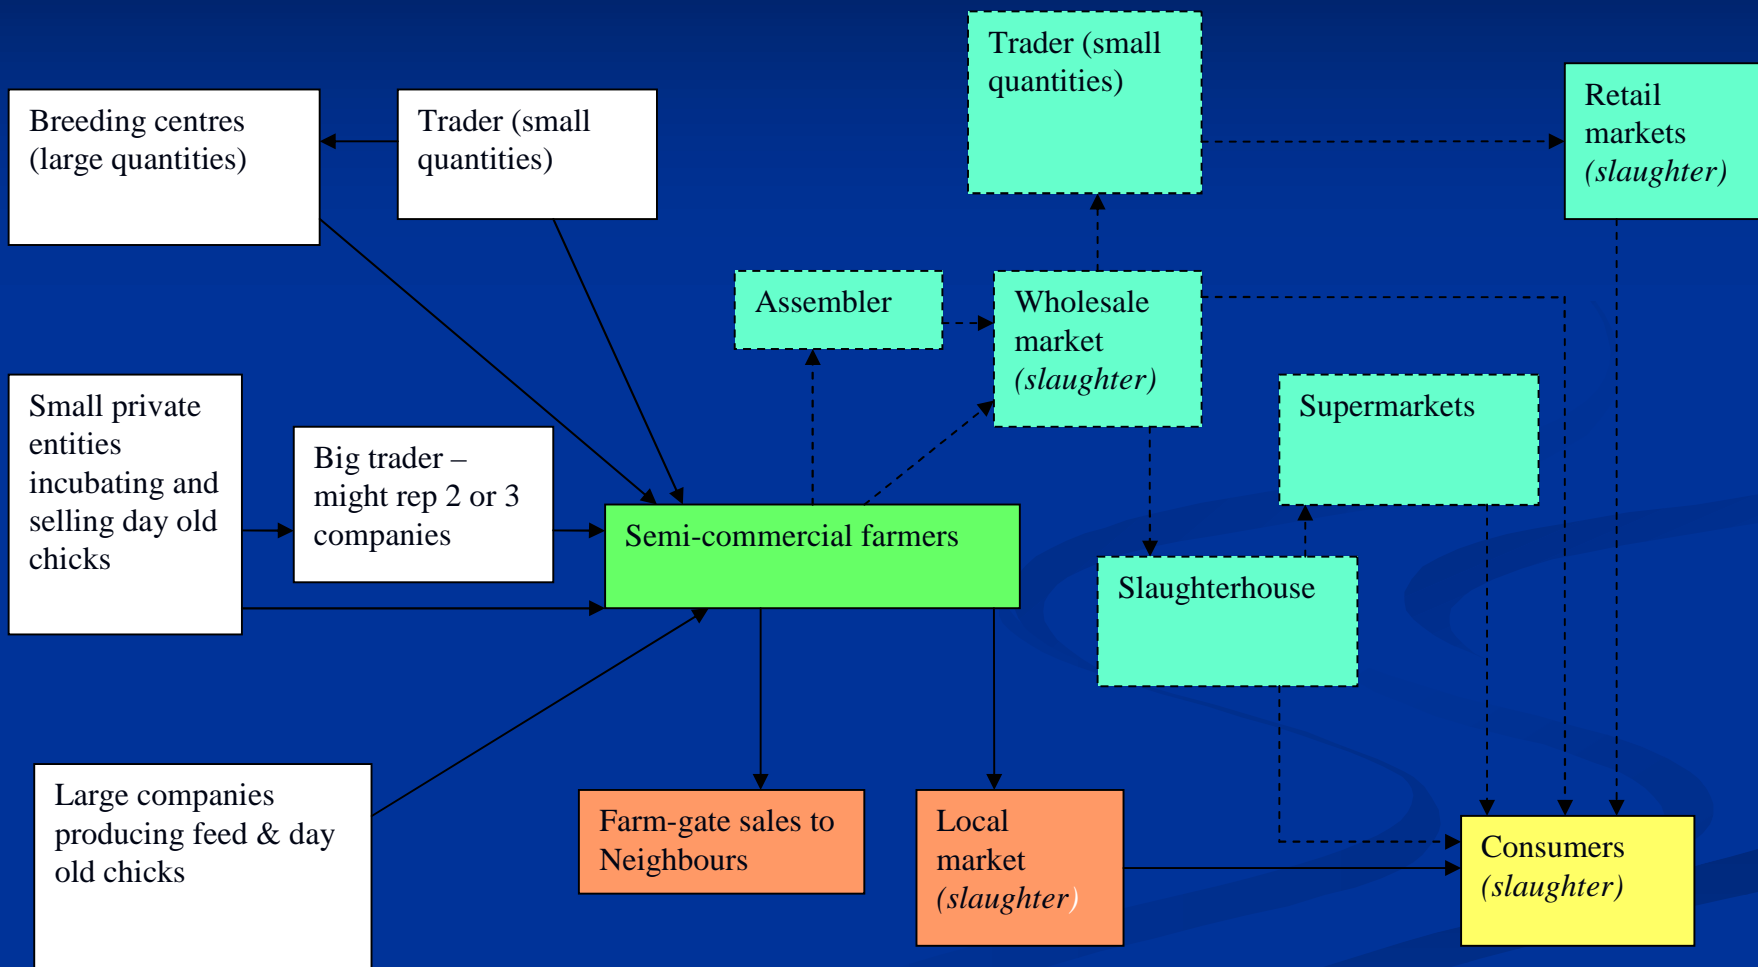 Trader (small
quantities)
Retail
markets
(slaughter)
Breeding centres
(large quantities)
Trader (small
quantities)
Assembler
Wholesale
market
(slaughter)
Small private
entities
incubating and
selling day old
chicks
Big trader –
might rep 2 or 3
companies
Supermarkets
Semi-commercial farmers
Slaughterhouse
Large companies
producing feed & day
old chicks
Farm-gate sales to
Neighbours
Local
market
(slaughter)
Consumers
(slaughter)